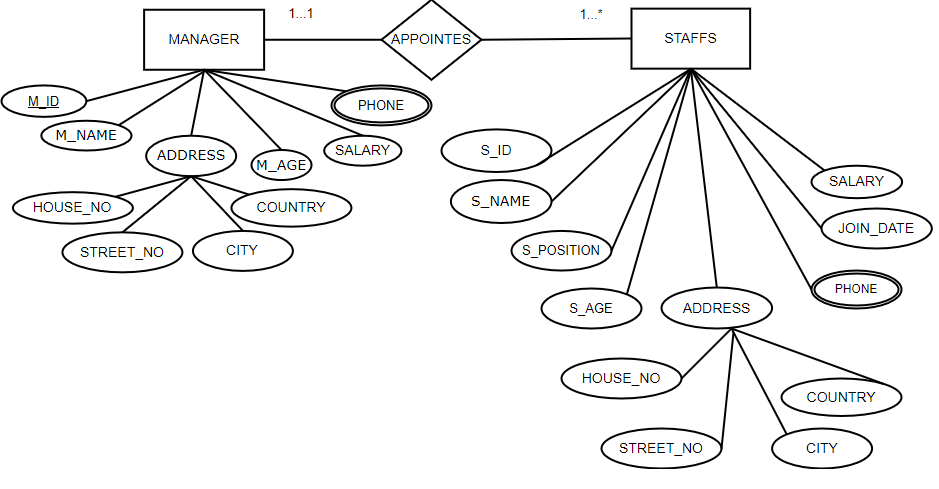 1...1
1...*
MANAGER
APPOINTES
STAFFS
M_ID
PHONE
M_NAME
ADDRESS
M_AGE
SALARY
HOUSE_NO
COUNTRY
STREET_NO
CITY
S_ID
S_NAME
S_POSITION
S_AGE
ADDRESS
SALARY
JOIN_DATE
PHONE
HOUSE_NO
COUNTRY
STREET_NO
CITY